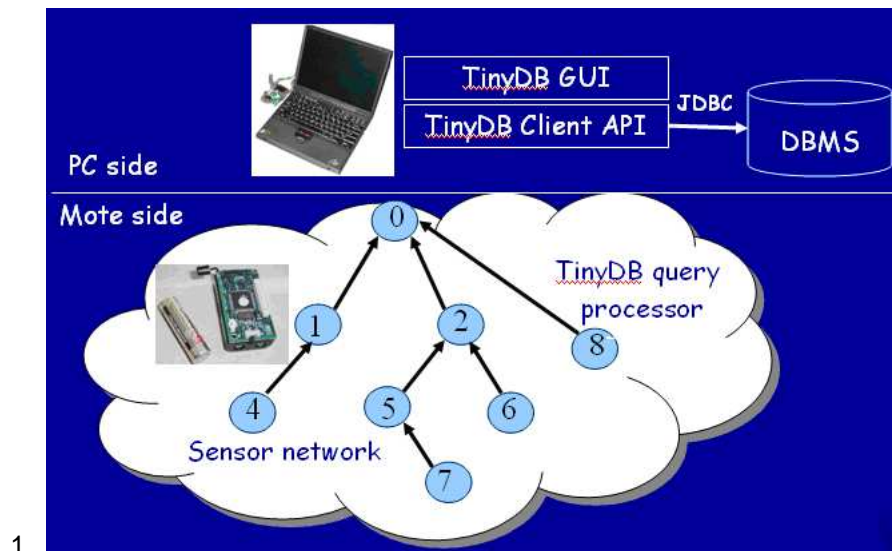 TinyDB GUI
TinyDB Client API
JDBC
DBMS
PC side
Mote side
0
TinyDB query
processor
1
2
8
4
5
6
Sensor network
7
1